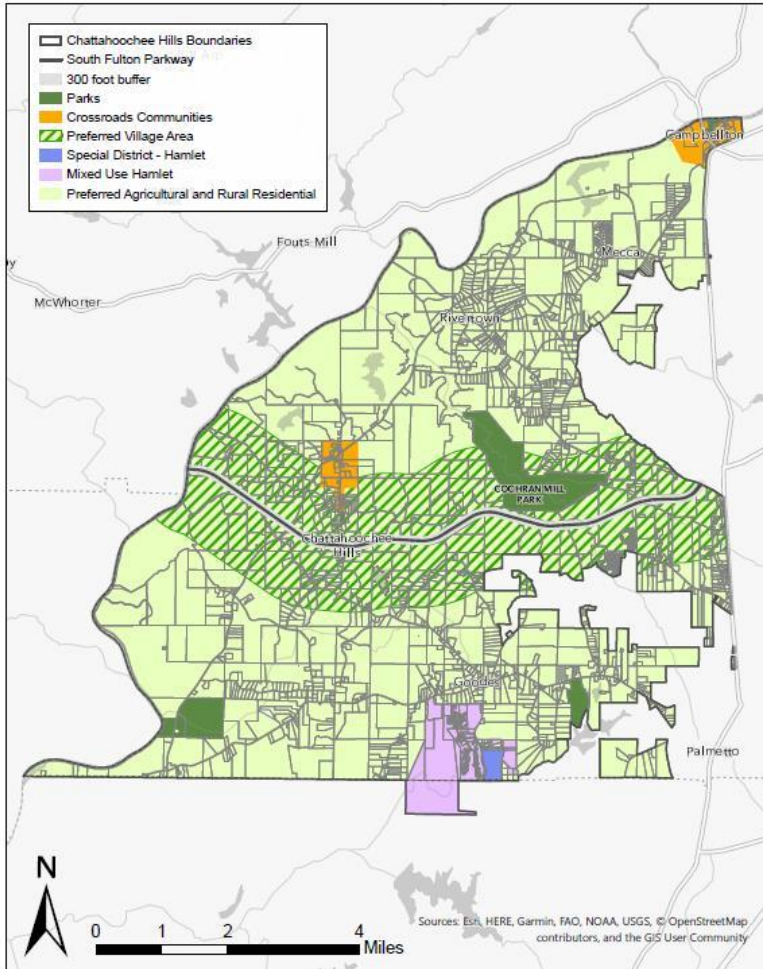 Chattahoochee Hills Boundaries
South Fulton Parkway
300 foot buffer
Parks
Crossroads Communities
Preferred Village Area
Special District - Hamlet
Mixed Use Hamlet
Preferred Agricultural and Rural Residential
Campbellton
Fouts Mill
Mecca
McWhorter
Rivertown
COCHRAN MILL
PARK
Chattahoochee
Hills
Goodes
Palmetto
N
0 1 2 4
Miles
Sources: Esri, HERE, Garmin, FAO, NOAA, USGS, © OpenStreetMap
contributors, and the GIS User Community